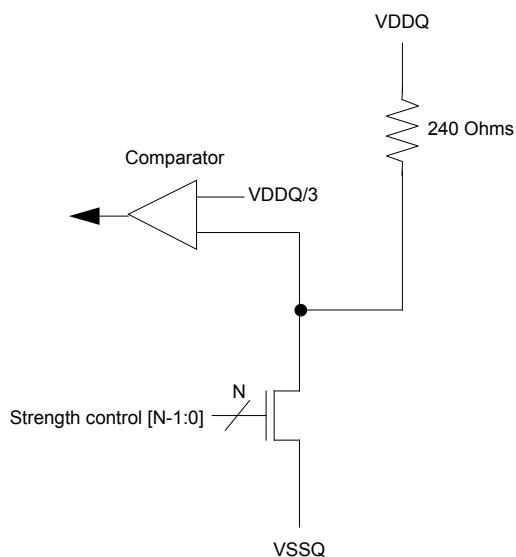 VDDQ
240 Ohms
Comparator
VDDQ/3
N
Strength control [N-1:0]
VSSQ